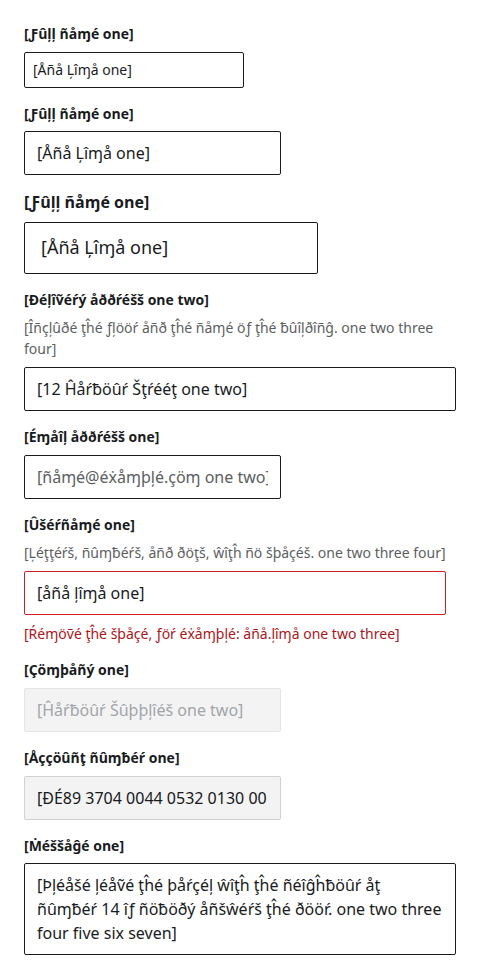 [Ƒûļļ ñåɱé one]
[Åñå Ļîɱå one]
[Ƒûļļ ñåɱé one]
[Åñå Ļîɱå one]
[Ƒûļļ ñåɱé one]
[Åñå Ļîɱå one]
[Ðéļîṽéŕý åððŕéšš one two]
[Îñçļûðé ţĥé ƒļööŕ åñð ţĥé ñåɱé öƒ ţĥé ƀûîļðîñĝ. one two three
four]
[12 Ĥåŕƀöûŕ Šţŕééţ one two]
[Éɱåîļ åððŕéšš one]
[ñåɱé@éẋåɱþļé.çöɱ one two]
[Ûšéŕñåɱé one]
[Ļéţţéŕš, ñûɱƀéŕš, åñð ðöţš, ŵîţĥ ñö šþåçéš. one two three four]
[åñå ļîɱå one]
[Ŕéɱöṽé ţĥé šþåçé, ƒöŕ éẋåɱþļé: åñå.ļîɱå one two three]
[Çöɱþåñý one]
[Ĥåŕƀöûŕ Šûþþļîéš one two]
[Åççöûñţ ñûɱƀéŕ one]
[ÐÉ89 3704 0044 0532 0130 00
[Ṁéššåĝé one]
[Þļéåšé ļéåṽé ţĥé þåŕçéļ ŵîţĥ ţĥé ñéîĝĥƀöûŕ åţ
ñûɱƀéŕ 14 îƒ ñöƀöðý åñšŵéŕš ţĥé ðööŕ. one two three
four five six seven]